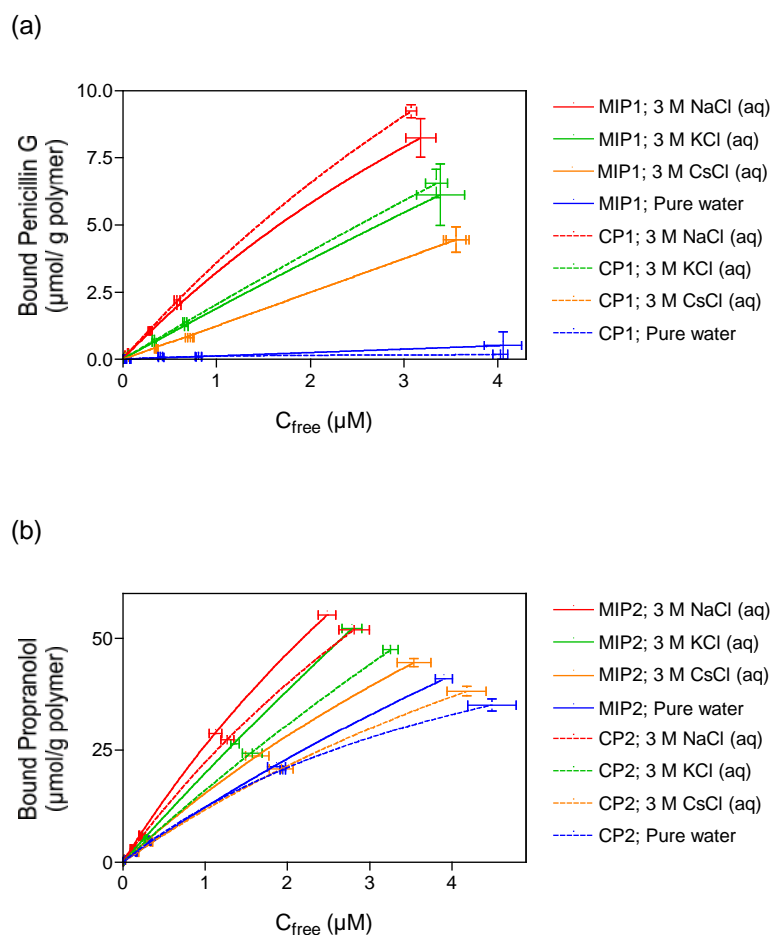 (a)
10.0
7.5
5.0
2.5
0.0
0
1
2
3
4
Bound Penicillin G
(µmol/ g polymer)
Cfree (µM)
MIP1; 3 M NaCl (aq)
MIP1; 3 M KCl (aq)
MIP1; 3 M CsCl (aq)
MIP1; Pure water
CP1; 3 M NaCl (aq)
CP1; 3 M KCl (aq)
CP1; 3 M CsCl (aq)
CP1; Pure water
(b)
50
25
0
0
1
2
3
4
Bound Propranolol
(µmol/g polymer)
Cfree (µM)
MIP2; 3 M NaCl (aq)
MIP2; 3 M KCl (aq)
MIP2; 3 M CsCl (aq)
MIP2; Pure water
CP2; 3 M NaCl (aq)
CP2; 3 M KCl (aq)
CP2; 3 M CsCl (aq)
CP2; Pure water